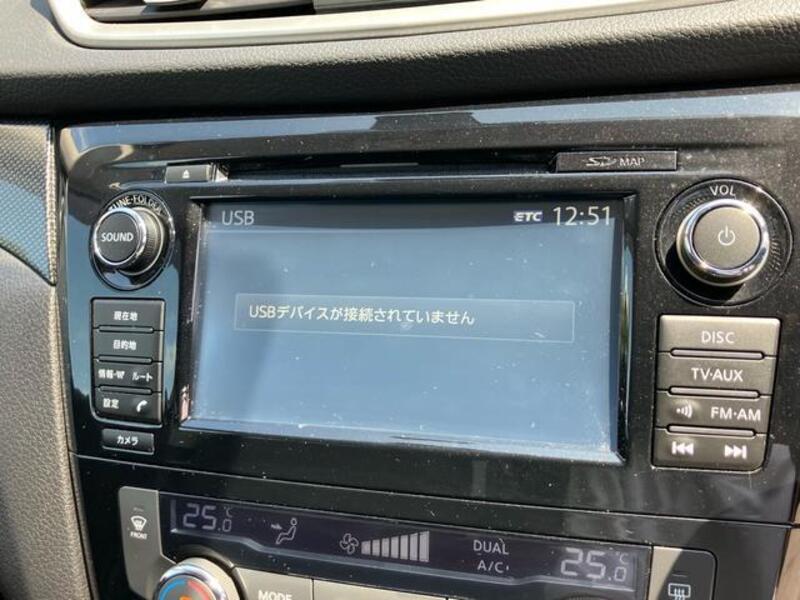 SD MAP
TUNE·FOLDER
VOL
SOUND
USB ETC 12:51
USBデバイスが接続されていません
現在地
目的地
情報·VP ルート
設定
カメラ
DISC
TV·AUX
FM·AM
FRONT
25.0 °C
DUAL
A/C
25.0 °C
MODE